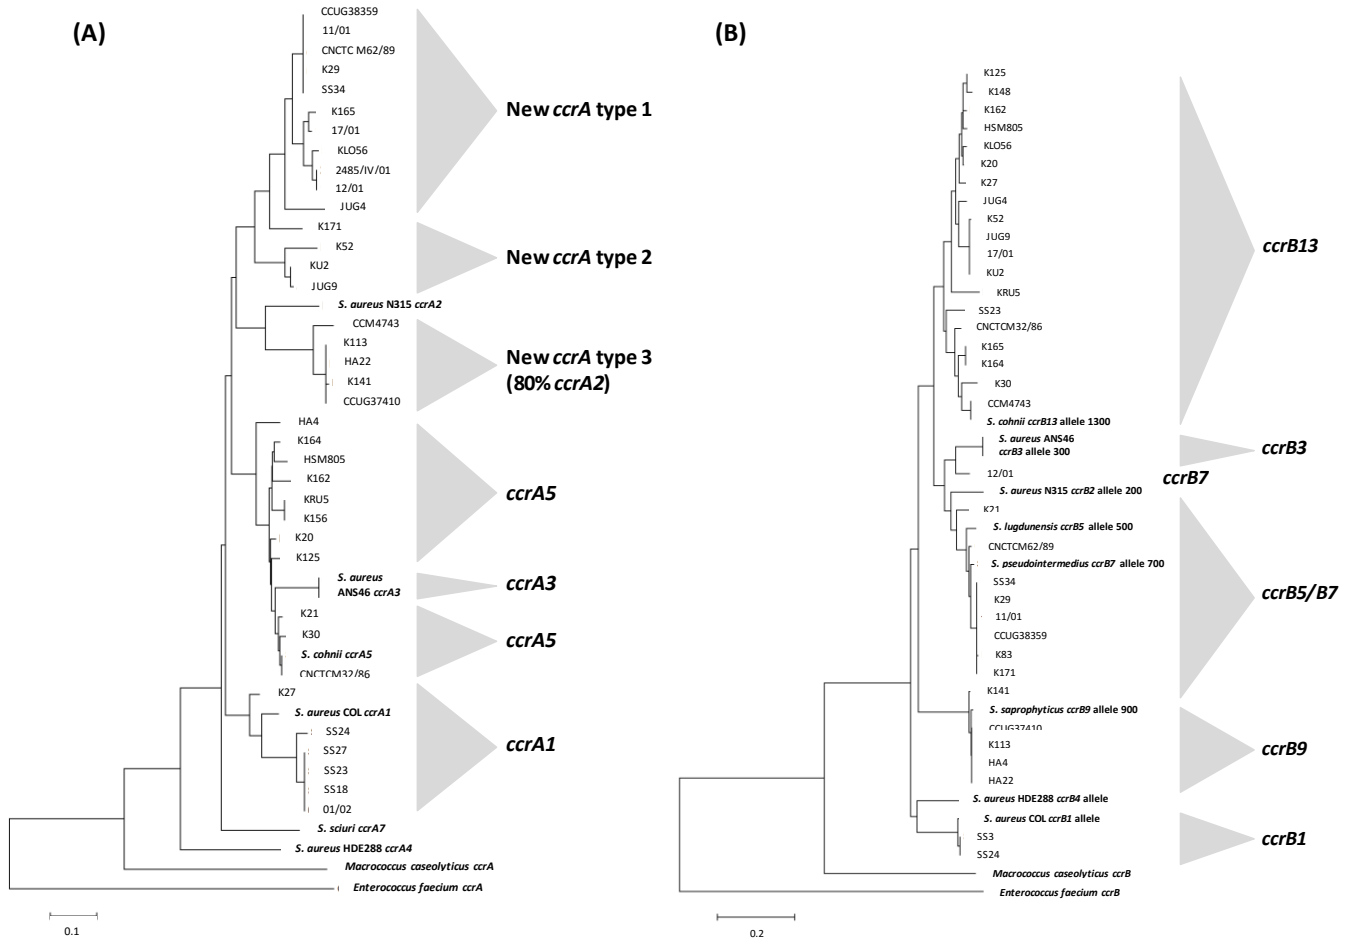 (A)
CCUG38359
11/01
CNCTC M62/89
K29
SS34
K165
17/01
KLO56
2485/IV/01
12/01
JUG4
New ccrA type 1
K171
K52
KU2
JUG9
New ccrA type 2
S. aureus N315 ccrA2
CCM4743
K113
HA22
K141
CCUG37410
New ccrA type 3
(80% ccrA2)
HA4
K164
HSM805
K162
KRU5
K156
K20
K125
ccrA5
S. aureus
ANS46 ccrA3
ccrA3
K21
K30
S. cohnii ccrA5
CNCTCM32/86
ccrA5
K27
S. aureus COL ccrA1
SS24
SS27
SS23
SS18
01/02
ccrA1
S. sciuri ccrA7
S. aureus HDE288 ccrA4
Macrococcus caseolyticus ccrA
Enterococcus faecium ccrA
0.1
(B)
K125
K148
K162
HSM805
KLO56
K20
K27
JUG4
K52
JUG9
17/01
KU2
KRU5
SS23
CNCTCM32/86
K165
K164
K30
CCM4743
S. cohnii ccrB13 allele 1300
ccrB13
S. aureus ANS46
ccrB3 allele 300
ccrB3
12/01
ccrB7
S. aureus N315 ccrB2 allele 200
K21
S. lugdunensis ccrB5 allele 500
CNCTCM62/89
S. pseudointermedius ccrB7 allele 700
SS34
K29
11/01
CCUG38359
K83
K171
ccrB5/B7
K141
S. saprophyticus ccrB9 allele 900
CCUG37410
K113
HA4
HA22
ccrB9
S. aureus HDE288 ccrB4 allele
S. aureus COL ccrB1 allele
SS3
SS24
ccrB1
Macrococcus caseolyticus ccrB
Enterococcus faecium ccrB
0.2